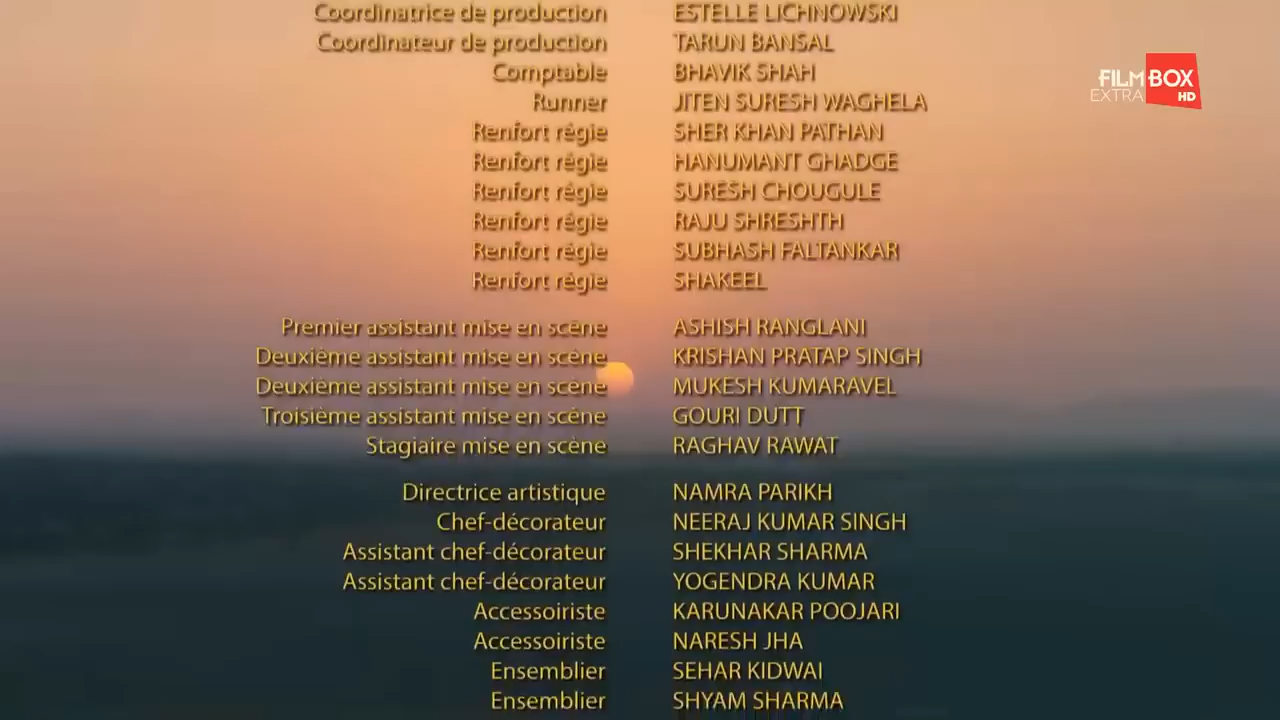 Coordinatrice de production ESTELLE LICHNOWSKI
Coordinateur de production TARUN BANSAL
Comptable BHAVIK SHAH
Runner JITEN SURESH WAGHELA
Renfort régie SHER KHAN PATHAN
Renfort régie HANUMANT GHADGE
Renfort régie SURESH CHOUGULE
Renfort régie RAJU SHRESHTH
Renfort régie SUBHASH FALTANKAR
Renfort régie SHAKEEL
Premier assistant mise en scène ASHISH RANGLANI
Deuxième assistant mise en scène KRISHAN PRATAP SINGH
Deuxième assistant mise en scène MUKESH KUMARAVEL
Troisième assistant mise en scène GOURI DUTT
Stagiaire mise en scène RAGHAV RAWAT
Directrice artistique NAMRA PARIKH
Chef-décorateur NEERAJ KUMAR SINGH
Assistant chef-décorateur SHEKHAR SHARMA
Assistant chef-décorateur YOGENDRA KUMAR
Accessoiriste KARUNAKAR POOJARI
Accessoiriste NARESH JHA
Ensemblier SEHAR KIDWAI
Ensemblier SHYAM SHARMA
FILMBOX
EXTRA HD